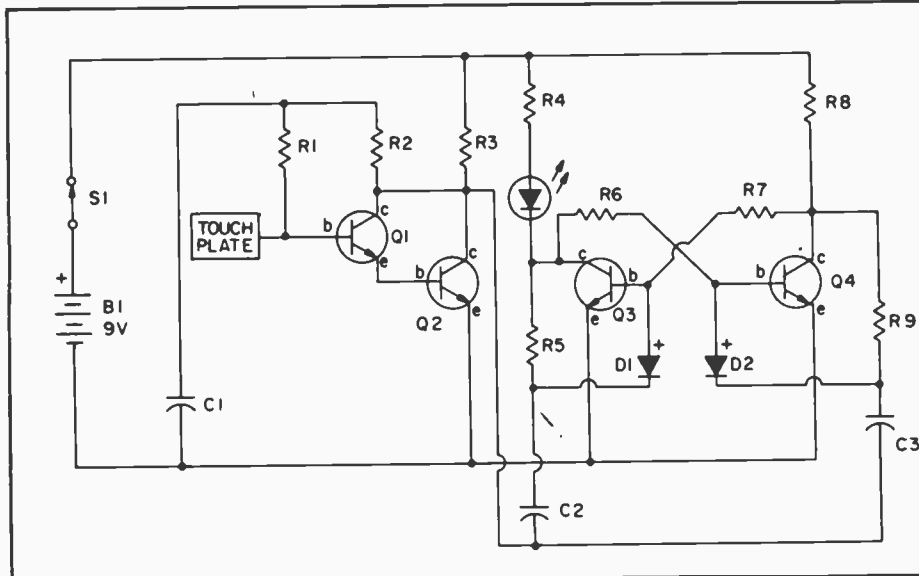 R4
R8
R1
R2
R3
S1
R6
R7
TOUCH
PLATE
b
c
Q1
e
c
b
Q3
e
b
c
Q4
e
+
B1
9V
b
c
Q2
e
R5
D1
+
D2
+
R9
C1
C2
C3